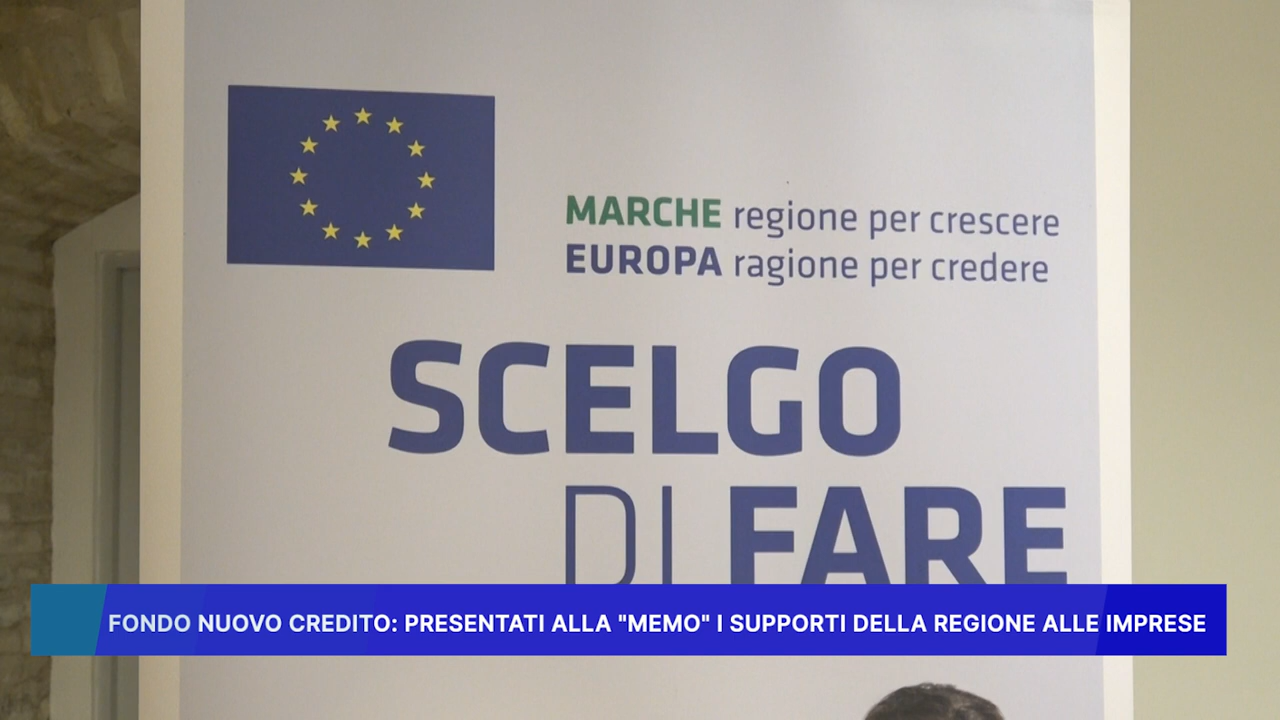 MARCHE regione per crescere
EUROPA ragione per credere
SCELGO
DI FARE
FONDO NUOVO CREDITO: PRESENTATI ALLA "MEMO" I SUPPORTI DELLA REGIONE ALLE IMPRESE